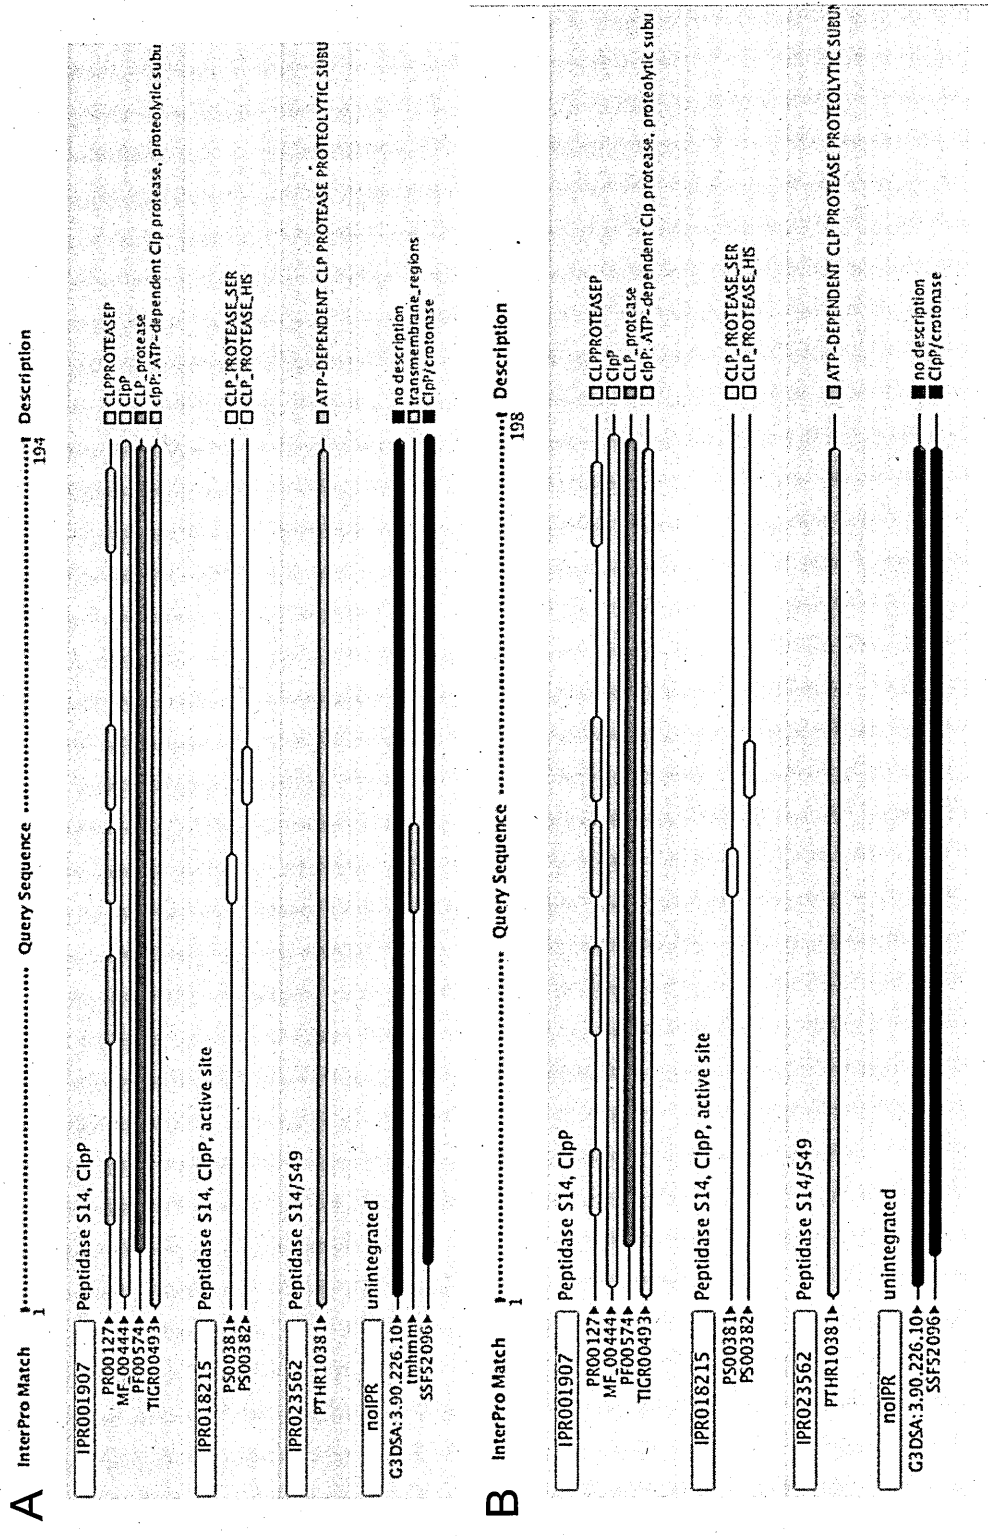 A
InterPro Match 1 Query Sequence 194 Description
IPR001907 Peptidase S14, ClpP
PR00127 CLPPROTEASEP
MF_00444 ClpP
PF00574 CLP_protease
TIGR00493 clpP: ATP-dependent Clp protease, proteolytic subu
IPR018215 Peptidase S14, ClpP, active site
PS00381 CLP_PROTEASE_SER
PS00382 CLP_PROTEASE_HIS
IPR023562 Peptidase S14/S49
PTHR10381 ATP-DEPENDENT CLP PROTEASE PROTEOLYTIC SUBU
noIPR unintegrated
G3DSA:3.90.226.10 no description
tmhmm transmembrane_regions
SSF52096 ClpP/crotonase
B
InterPro Match 1 Query Sequence 198 Description
IPR001907 Peptidase S14, ClpP
PR00127 CLPPROTEASEP
MF_00444 ClpP
PF00574 CLP_protease
TIGR00493 clpP: ATP-dependent Clp protease, proteolytic subu
IPR018215 Peptidase S14, ClpP, active site
PS00381 CLP_PROTEASE_SER
PS00382 CLP_PROTEASE_HIS
IPR023562 Peptidase S14/S49
PTHR10381 ATP-DEPENDENT CLP PROTEASE PROTEOLYTIC SUBUN
noIPR unintegrated
G3DSA:3.90.226.10 no description
SSF52096 ClpP/crotonase